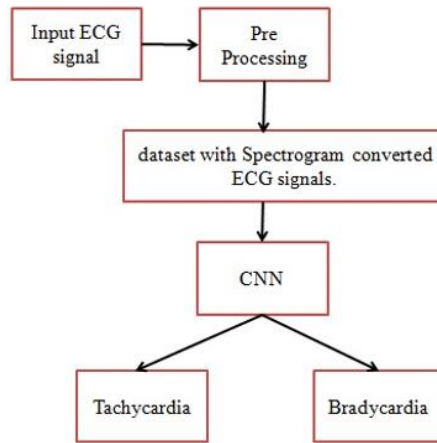 Input ECG
signal
Pre
Processing
dataset with Spectrogram converted
ECG signals.
CNN
Tachycardia
Bradycardia